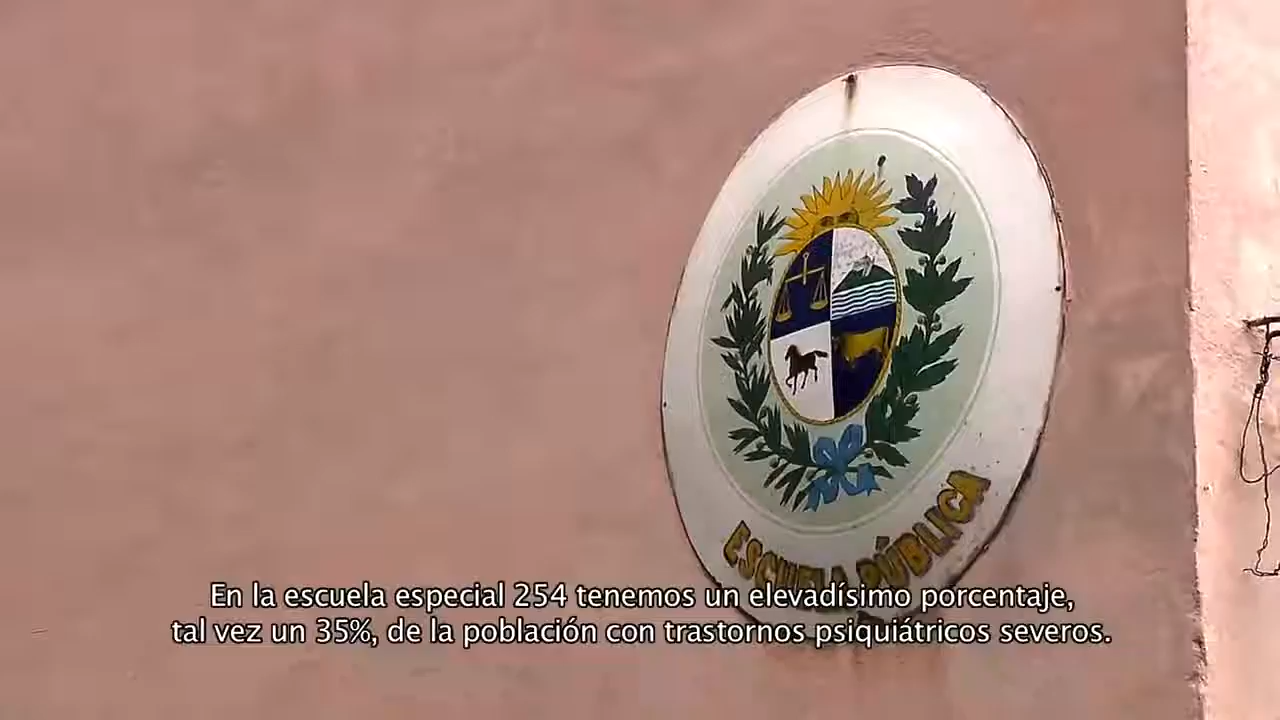 ESCUELA PÚBLICA
En la escuela especial 254 tenemos un elevadísimo porcentaje,
tal vez un 35%, de la población con trastornos psiquiátricos severos.